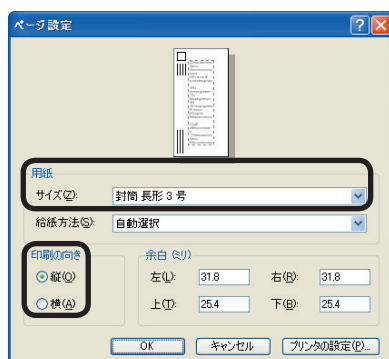 ページ設定
用紙
サイズ(Z): 封筒 長形 3 号
給紙方法(S): 自動選択
印刷の向き
縦(O)
横(A)
余白 (ミリ)
左(L): 31.8 右(R): 31.8
上(T): 25.4 下(B): 25.4
OK キャンセル プリンタの設定(P)...